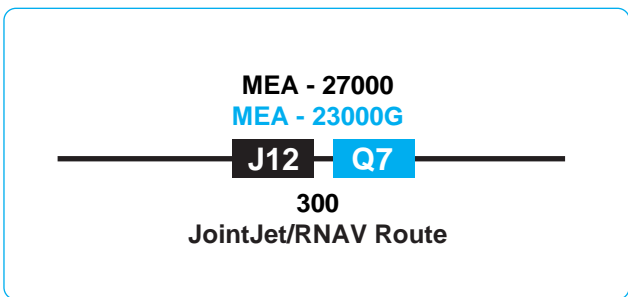 MEA - 27000
MEA - 23000G
J12 Q7
300
JointJet/RNAV Route